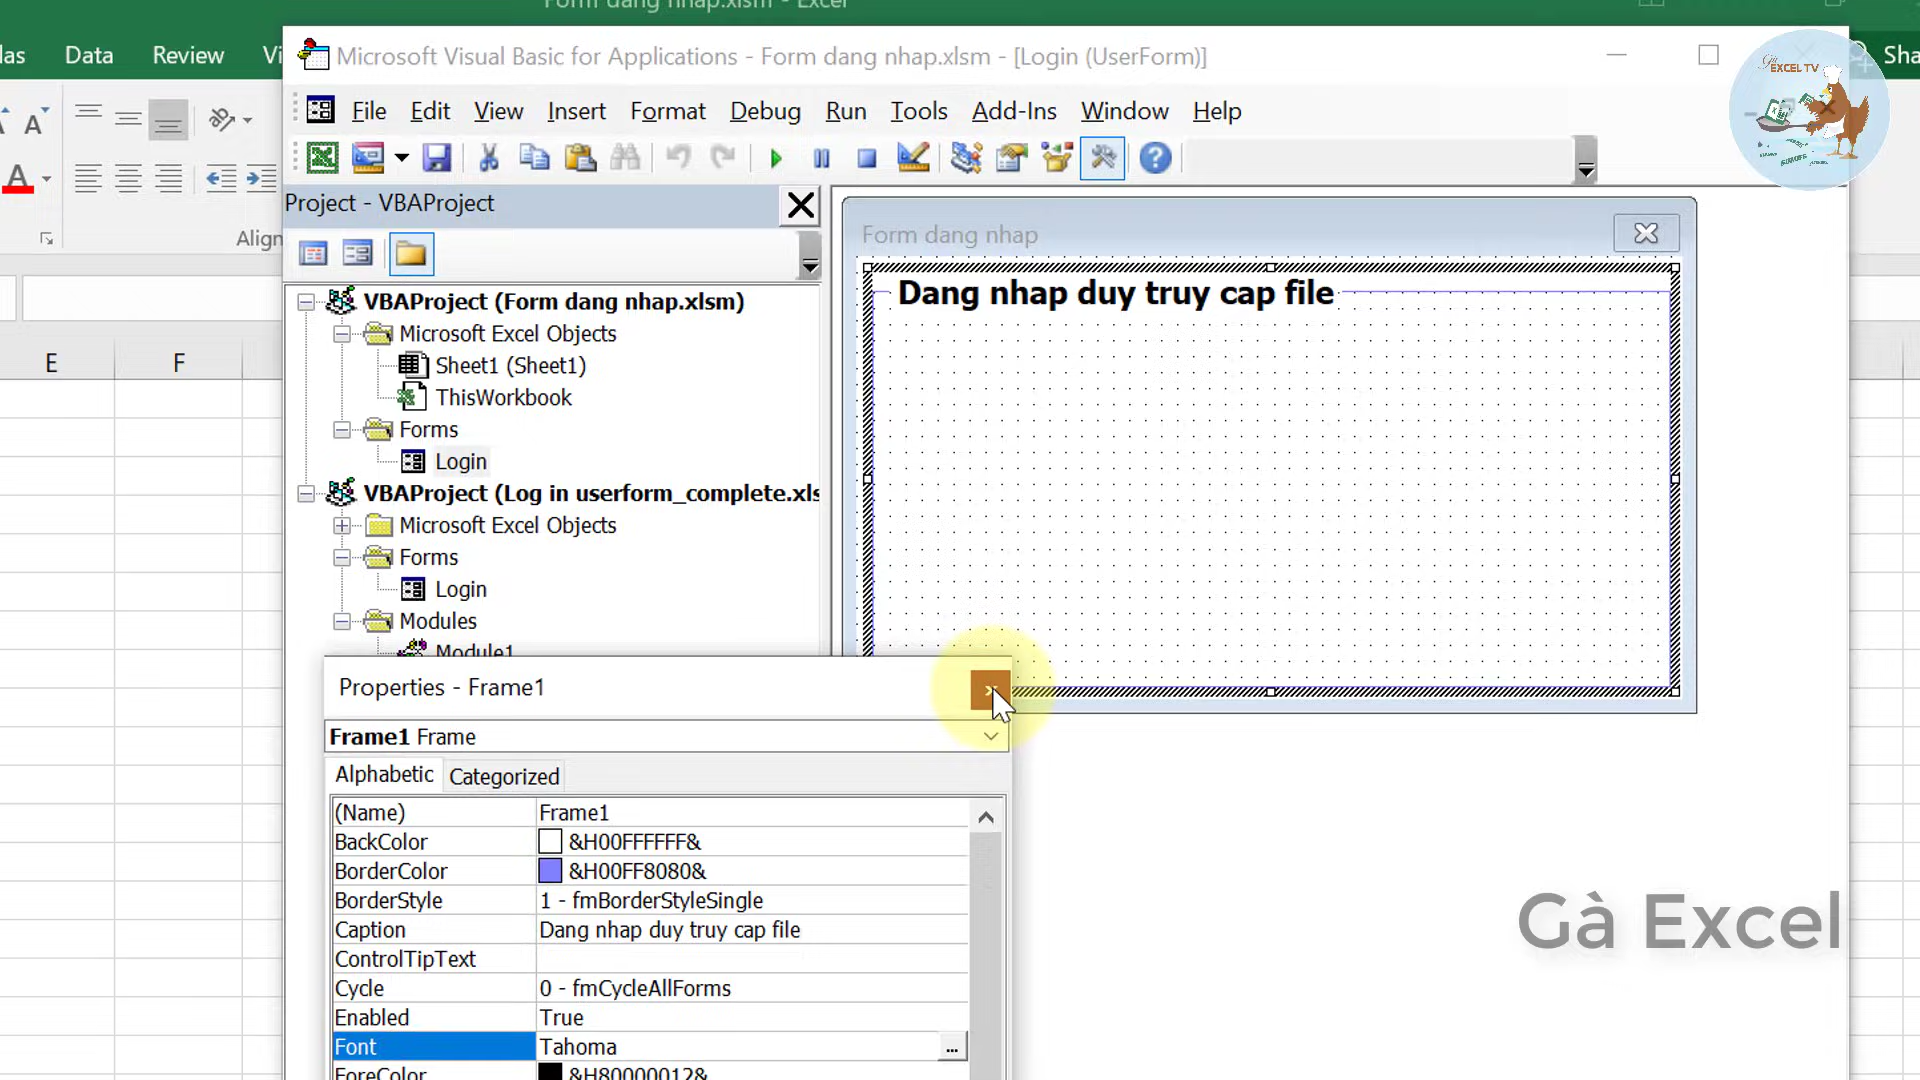 Form dang nhap.xlsm - Excel
Data
Review
Sha
Microsoft Visual Basic for Applications - Form dang nhap.xlsm - [Login (UserForm)]
EXCEL TV
File Edit View Insert Format Debug Run Tools Add-Ins Window Help
Project - VBAProject
Align
E F
VBAProject (Form dang nhap.xlsm)
Microsoft Excel Objects
Sheet1 (Sheet1)
ThisWorkbook
Forms
Login
VBAProject (Log in userform_complete.xls
Microsoft Excel Objects
Forms
Login
Modules
Module1
Form dang nhap
Dang nhap duy truy cap file
Properties - Frame1
Frame1 Frame
Alphabetic Categorized
(Name) Frame1
BackColor &H00FFFFFF&
BorderColor &H00FF8080&
BorderStyle 1 - fmBorderStyleSingle
Caption Dang nhap duy truy cap file
ControlTipText
Cycle 0 - fmCycleAllForms
Enabled True
Font Tahoma ...
ForeColor &H80000012&
Gà Excel